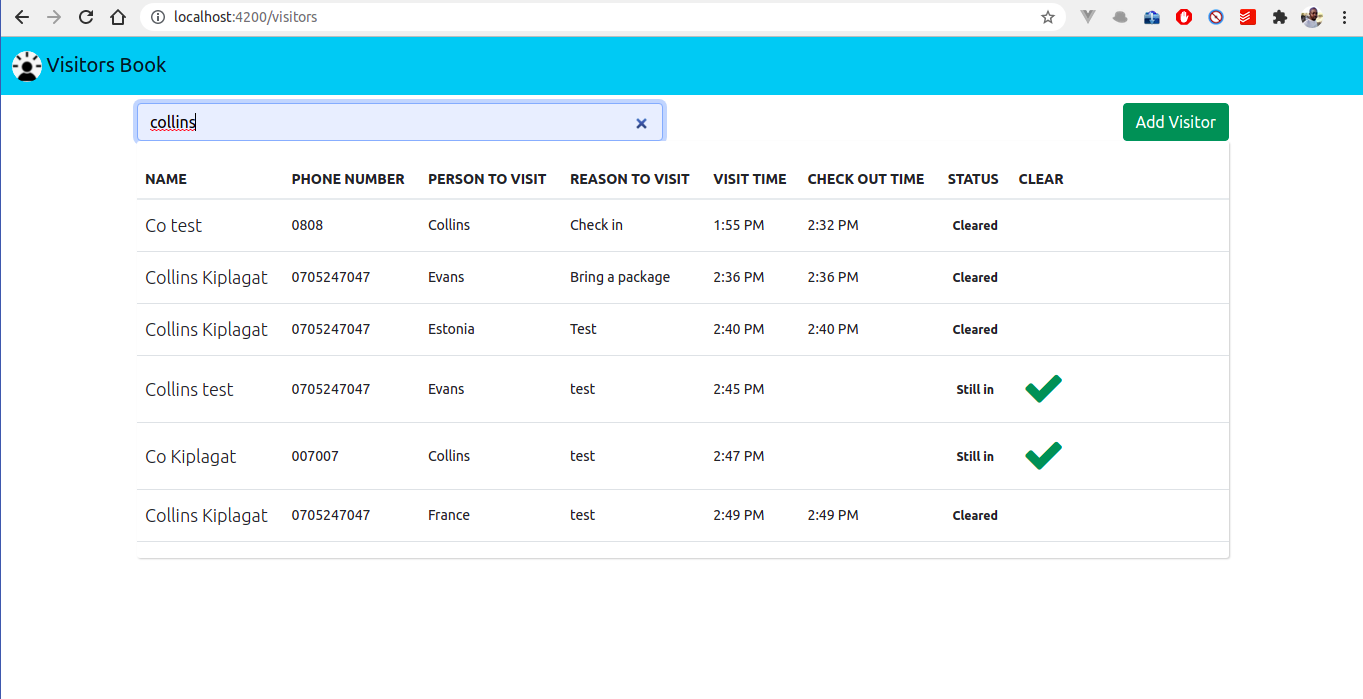 localhost:4200/visitors
Visitors Book
collins
Add Visitor
NAME PHONE NUMBER PERSON TO VISIT REASON TO VISIT VISIT TIME CHECK OUT TIME STATUS CLEAR
Co test 0808 Collins Check in 1:55 PM 2:32 PM Cleared
Collins Kiplagat 0705247047 Evans Bring a package 2:36 PM 2:36 PM Cleared
Collins Kiplagat 0705247047 Estonia Test 2:40 PM 2:40 PM Cleared
Collins test 0705247047 Evans test 2:45 PM Still in
Co Kiplagat 007007 Collins test 2:47 PM Still in
Collins Kiplagat 0705247047 France test 2:49 PM 2:49 PM Cleared